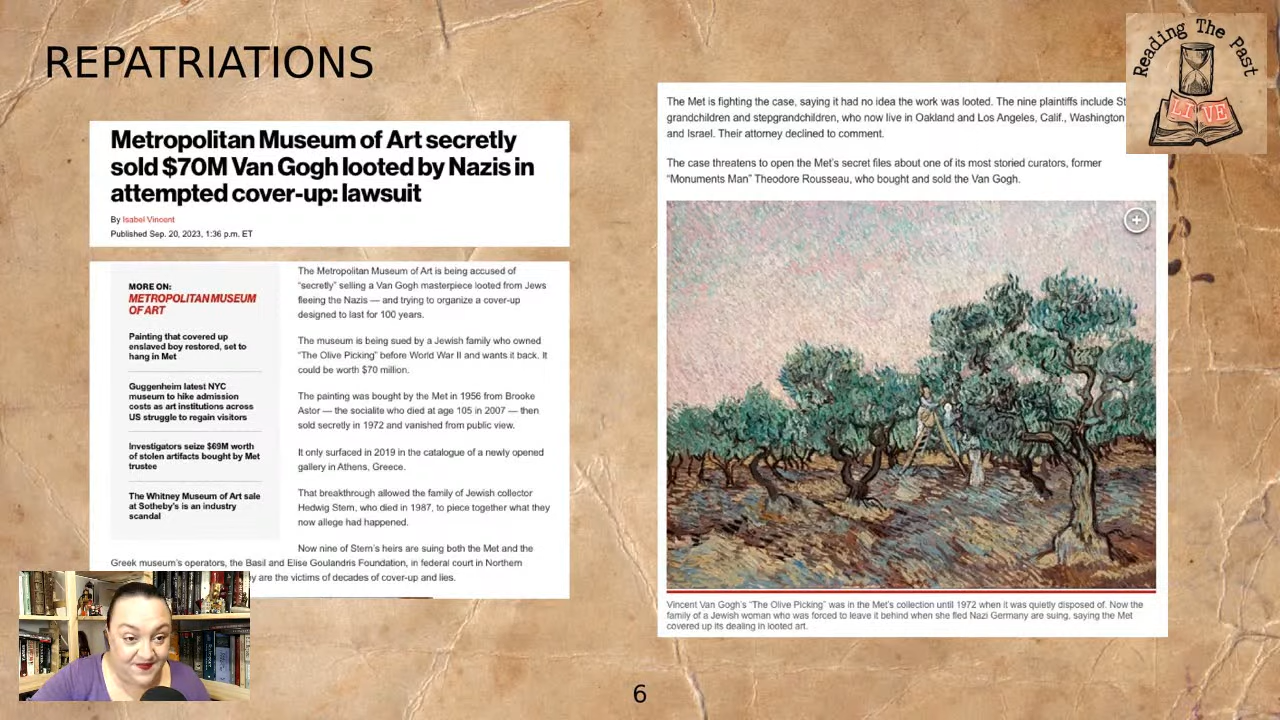 REPATRIATIONS
Reading The Past
LIVE
Metropolitan Museum of Art secretly
sold $70M Van Gogh looted by Nazis in
attempted cover-up: lawsuit
By Isabel Vincent
Published Sep. 20, 2023, 1:36 p.m. ET
MORE ON:
METROPOLITAN MUSEUM
OF ART
Painting that covered up
enslaved boy restored, set to
hang in Met
Guggenheim latest NYC
museum to hike admission
costs as art institutions across
US struggle to regain visitors
Investigators seize $69M worth
of stolen artifacts bought by Met
trustee
The Whitney Museum of Art sale
at Sotheby's is an industry
scandal
The Metropolitan Museum of Art is being accused of
“secretly” selling a Van Gogh masterpiece looted from Jews
fleeing the Nazis — and trying to organize a cover-up
designed to last for 100 years.
The museum is being sued by a Jewish family who owned
“The Olive Picking” before World War II and wants it back. It
could be worth $70 million.
The painting was bought by the Met in 1956 from Brooke
Astor — the socialite who died at age 105 in 2007 — then
sold secretly in 1972 and vanished from public view.
It only surfaced in 2019 in the catalogue of a newly opened
gallery in Athens, Greece.
That breakthrough allowed the family of Jewish collector
Hedwig Stern, who died in 1987, to piece together what they
now allege had happened.
Now nine of Stern's heirs are suing both the Met and the
Greek museum's operators, the Basil and Elise Goulandris Foundation, in federal court in Northern
are the victims of decades of cover-up and lies.
The Met is fighting the case, saying it had no idea the work was looted. The nine plaintiffs include
grandchildren and stepgrandchildren, who now live in Oakland and Los Angeles, Calif., Washington
and Israel. Their attorney declined to comment.
The case threatens to open the Met's secret files about one of its most storied curators, former
“Monuments Man” Theodore Rousseau, who bought and sold the Van Gogh.
Vincent Van Gogh's “The Olive Picking” was in the Met's collection until 1972 when it was quietly disposed of. Now the
family of a Jewish woman who was forced to leave it behind when she fled Nazi Germany are suing, saying the Met
covered up its dealing in looted art.
6